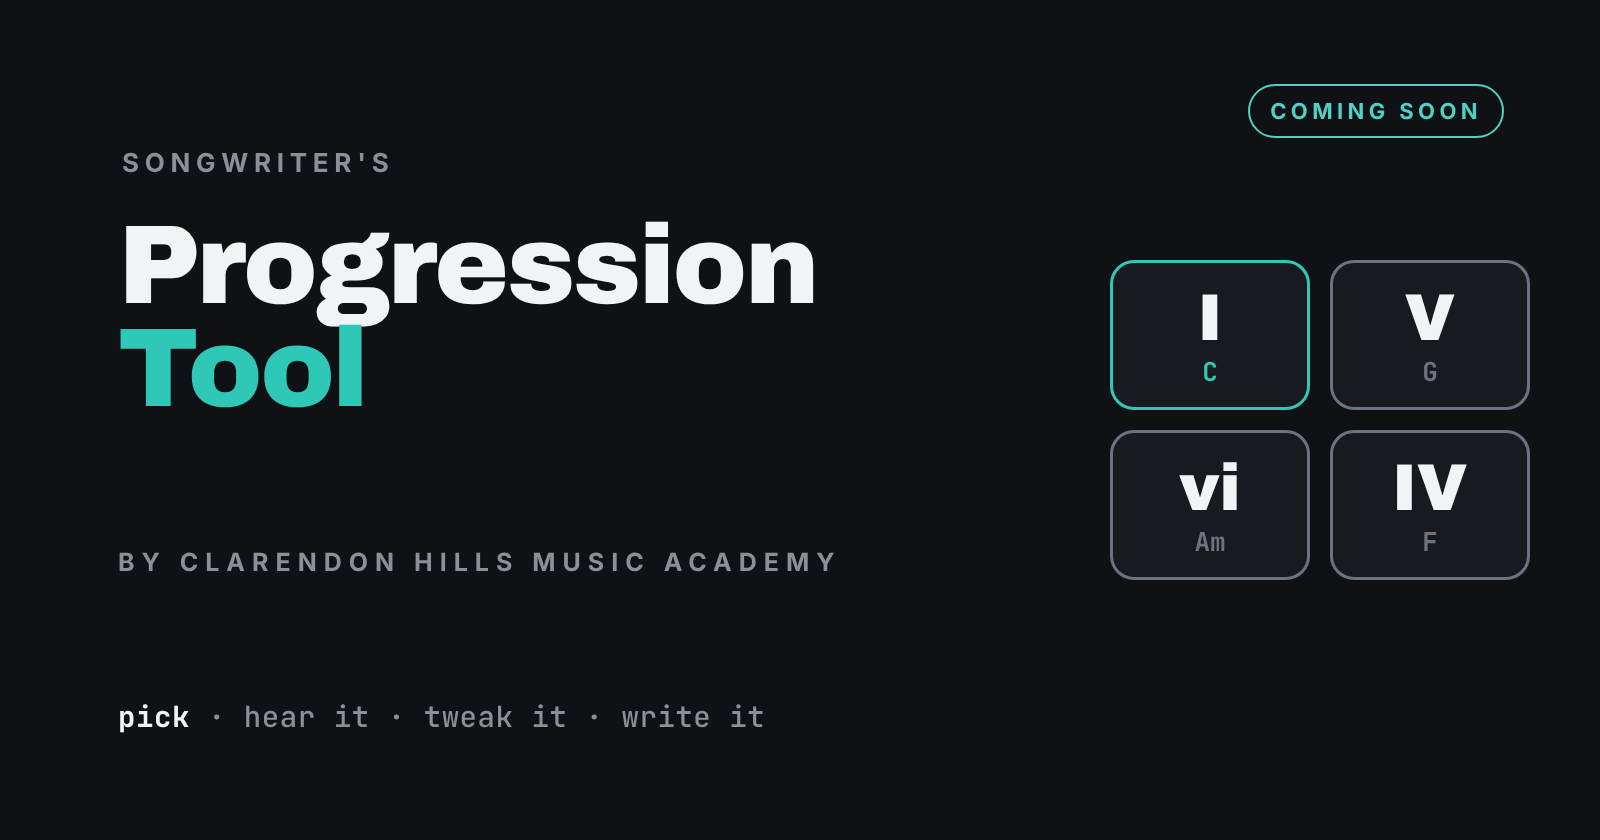 COMING SOON
SONGWRITER'S
Progression
Tool
I
C
V
G
vi
Am
IV
F
BY CLARENDON HILLS MUSIC ACADEMY
pick · hear it · tweak it · write it